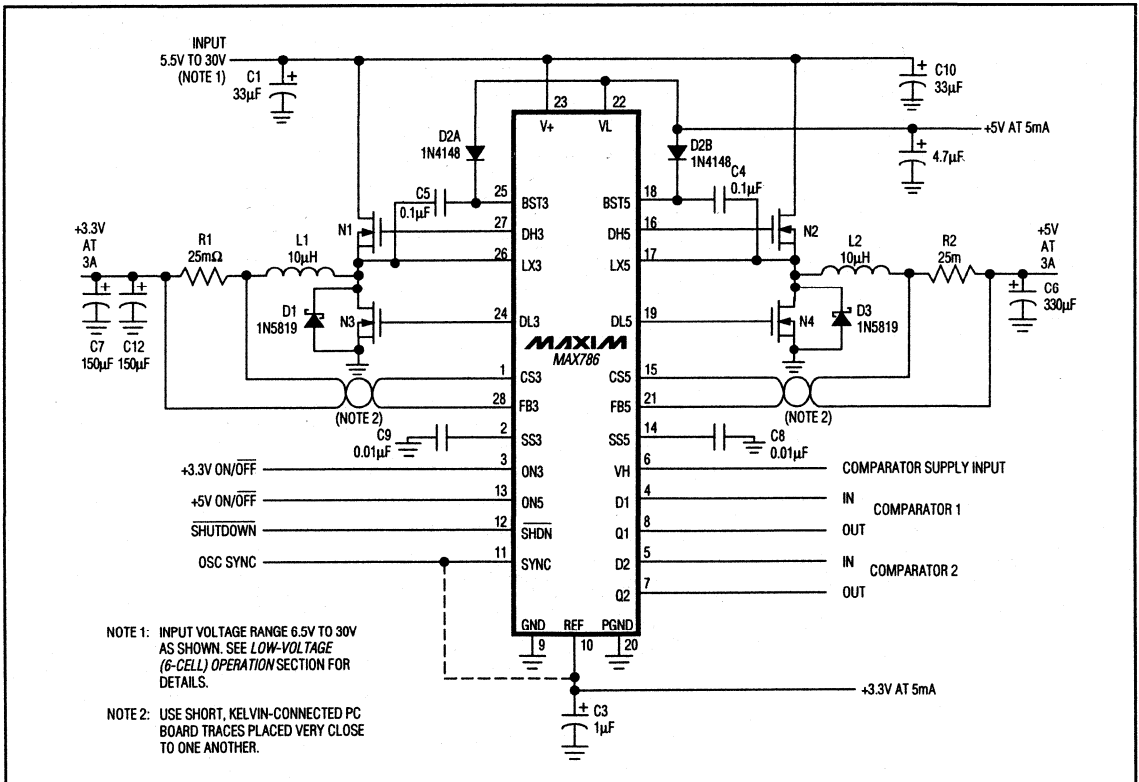 INPUT
5.5V TO 30V
(NOTE 1)
C1
33µF
+
+
C10
33µF
23
22
V+
VL
+5V AT 5mA
4.7µF
D2A
1N4148
D2B
1N4148
C5
0.1µF
C4
0.1µF
25
BST3
BST5
18
N1
27
DH3
DH5
16
N2
26
LX3
LX5
17
+3.3V
AT
3A
R1
25mΩ
L1
10µH
L2
10µH
R2
25m
+5V
AT
3A
+
+
C7
150µF
C12
150µF
+
C6
330µF
D1
1N5819
N3
24
DL3
DL5
19
N4
D3
1N5819
MAXIM
MAX786
1
CS3
CS5
15
28
FB3
FB5
21
(NOTE 2)
(NOTE 2)
C9
0.01µF
2
SS3
SS5
14
C8
0.01µF
+3.3V ON/OFF
3
ON3
VH
6
COMPARATOR SUPPLY INPUT
+5V ON/OFF
13
ON5
D1
4
IN
COMPARATOR 1
SHUTDOWN
12
SHDN
Q1
8
OUT
OSC SYNC
11
SYNC
D2
5
IN
COMPARATOR 2
Q2
7
OUT
GND
REF
PGND
9
10
20
+3.3V AT 5mA
+
C3
1µF
NOTE 1: INPUT VOLTAGE RANGE 6.5V TO 30V
AS SHOWN. SEE LOW-VOLTAGE
(6-CELL) OPERATION SECTION FOR
DETAILS.
NOTE 2: USE SHORT, KELVIN-CONNECTED PC
BOARD TRACES PLACED VERY CLOSE
TO ONE ANOTHER.